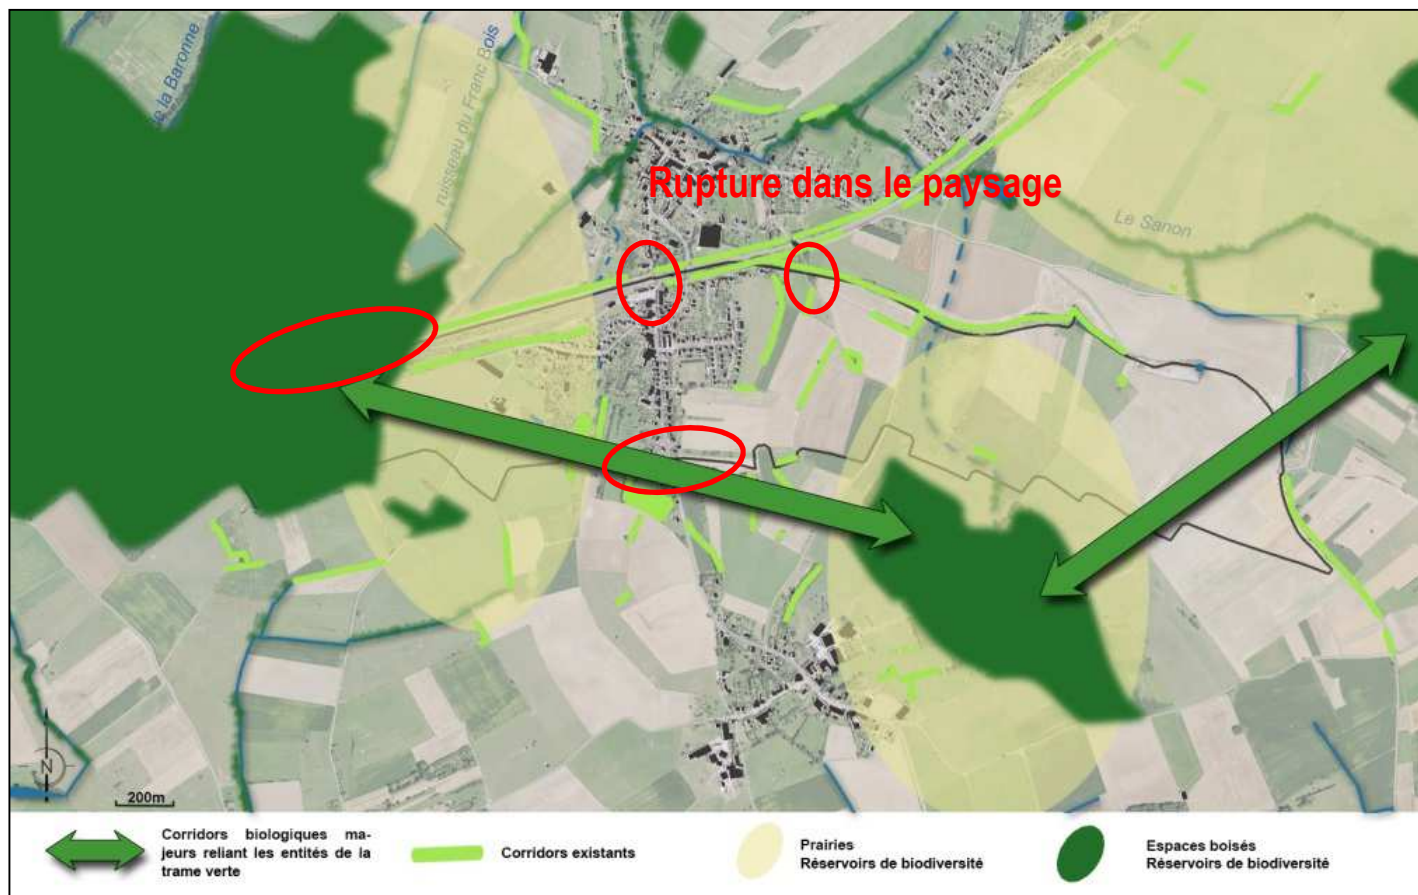 e la Baronne
ruisseau du Franc Bois
Rupture dans le paysage
Le Sanon
N
200m
Corridors biologiques ma-
jeurs reliant les entités de la
trame verte
Corridors existants
Prairies
Réservoirs de biodiversité
Espaces boisés
Réservoirs de biodiversité